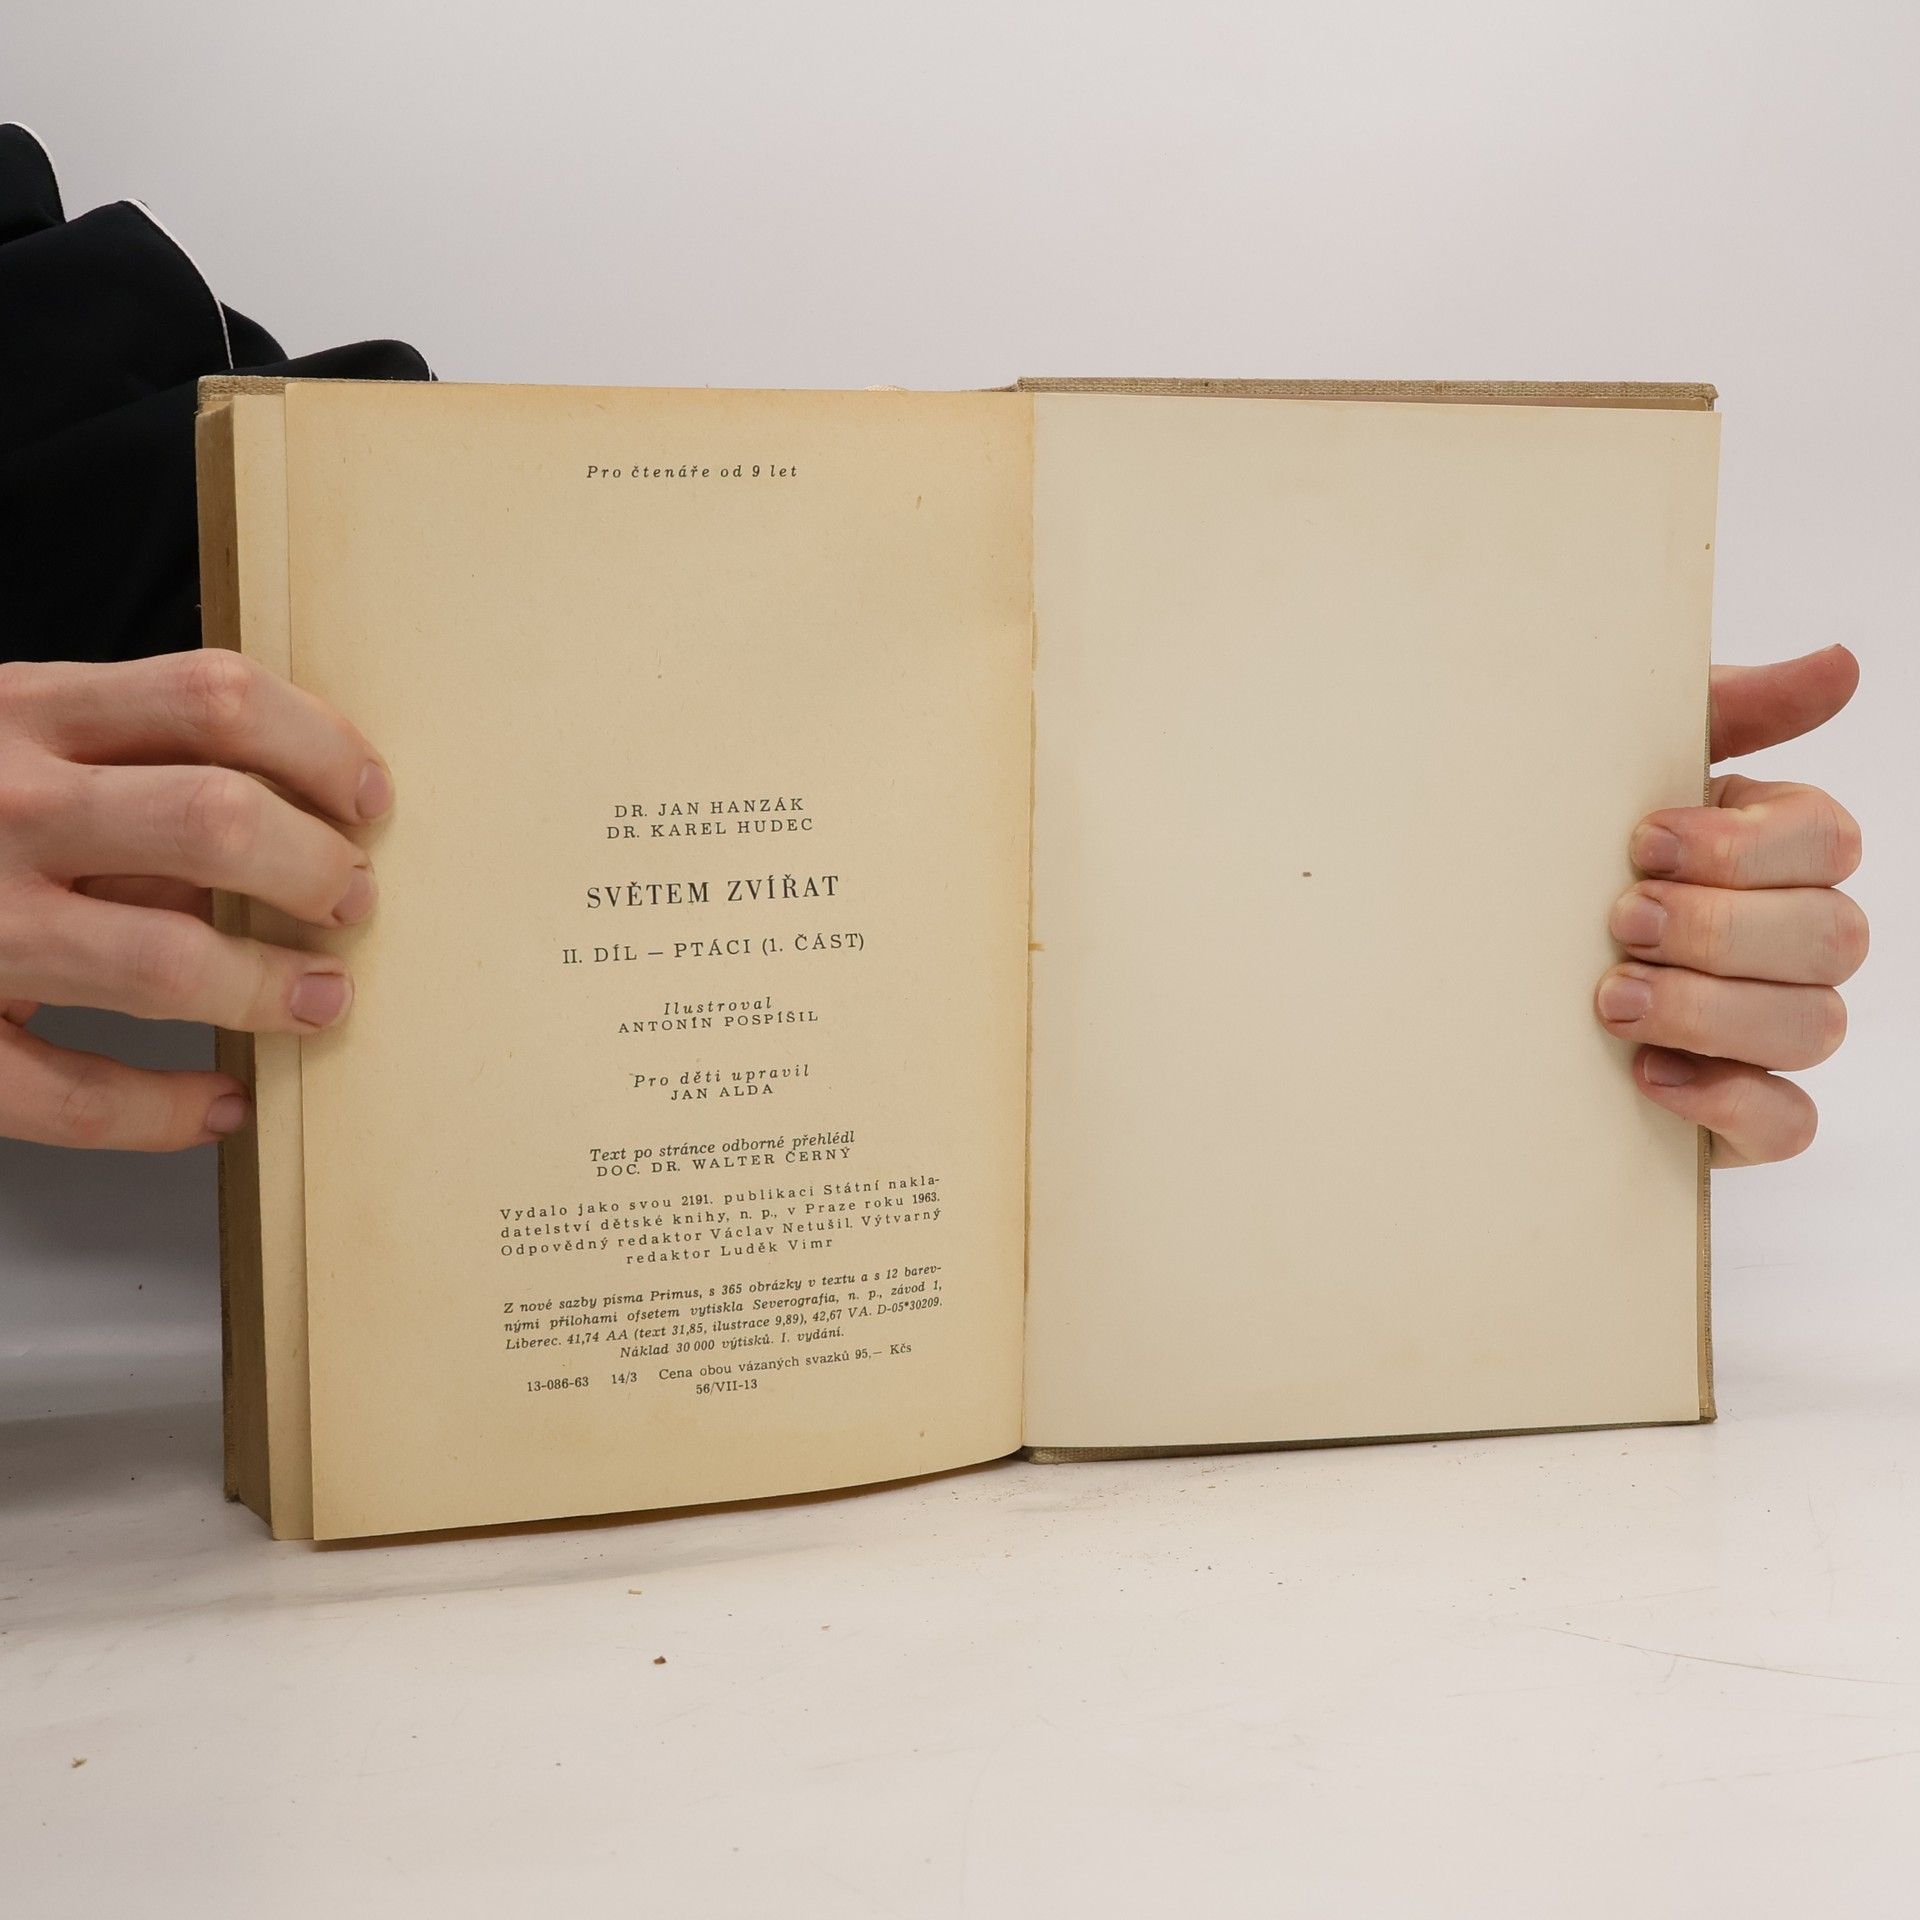 Pro čtenáře od 9 let
DR. JAN HANZÁK
DR. KAREL HUDEC
SVĚTEM ZVÍŘAT
II. DÍL — PTÁCI (1. ČÁST)
Ilustroval
ANTONÍN POSPÍŠIL
Pro děti upravil
JAN ALDA
Text po stránce odborné přehlédl
DOC. DR. WALTER ČERNÝ
Vydalo jako svou 2191. publikaci Státní nakla-
datelství dětské knihy, n. p., v Praze roku 1963.
Odpovědný redaktor Václav Netušil. Výtvarný
redaktor Luděk Vimr
Z nové sazby písma Primus, s 365 obrázky v textu a s 12 barev-
nými přílohami ofsetem vytiskla Severografia, n. p., závod 1,
Liberec. 41,74 AA (text 31,85, ilustrace 9,89), 42,67 VA. D-05*30209.
Náklad 30 000 výtisků. I. vydání.
13-086-63 14/3 Cena obou vázaných svazků 95,— Kčs
56/VII-13